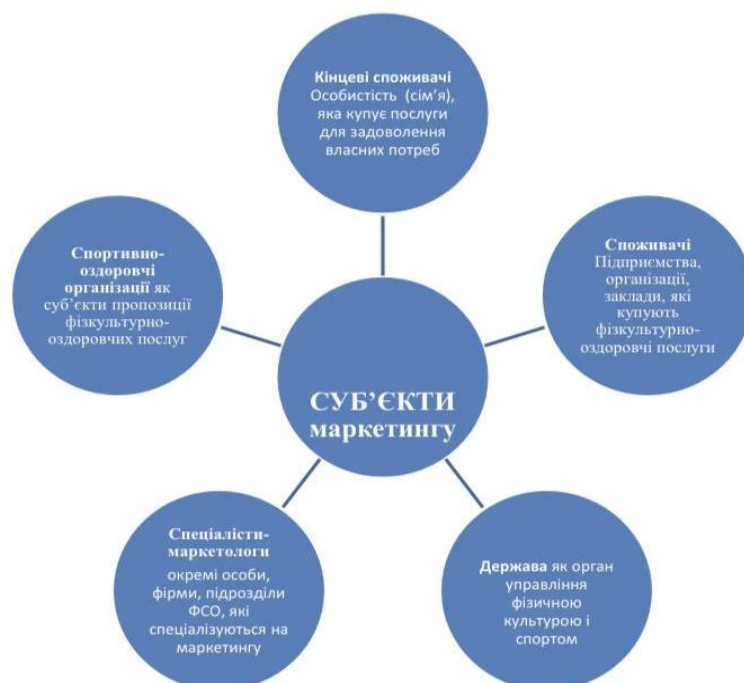 Кінцеві споживачі
Особистість (сім’я),
яка купує послуги
для задоволення
власних потреб
Спортивно-
оздоровчі
організації як
суб’єкти пропозиції
фізкультурно-
оздоровчих послуг
Споживачі
Підприємства,
організації,
заклади, які
купують
фізкультурно-
оздоровчі послуги
СУБ’ЄКТИ
маркетингу
Спеціалісти-
маркетологи
окремі особи,
фірми, підрозділи
ФСО, які
спеціалізуються на
маркетингу
Держава як орган
управління
фізичною
культурою і
спортом